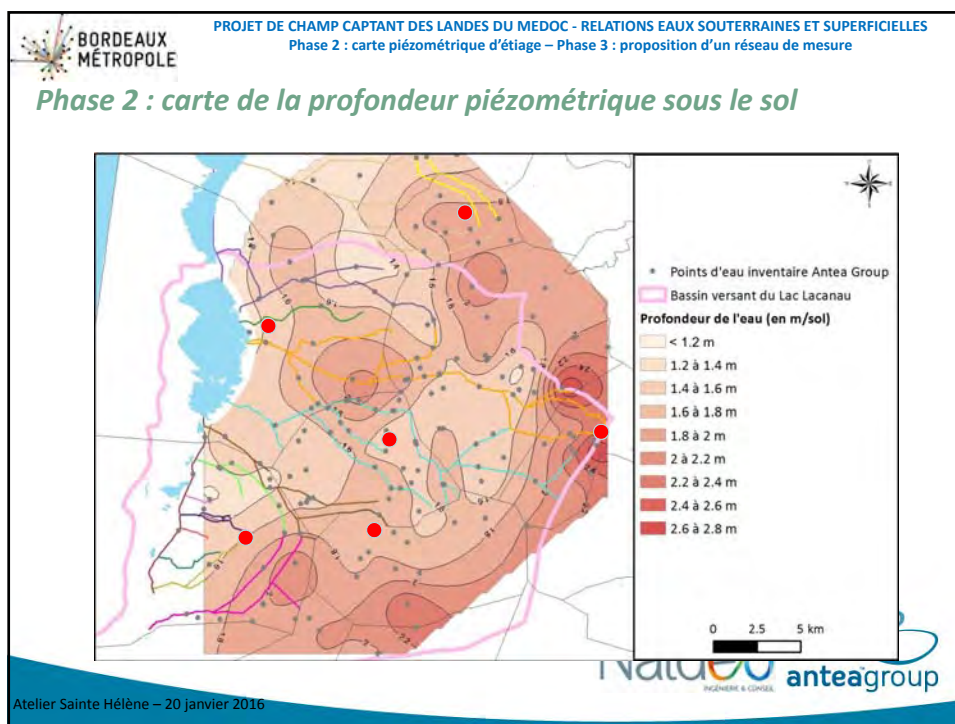 PROJET DE CHAMP CAPTANT DES LANDES DU MEDOC - RELATIONS EAUX SOUTERRAINES ET SUPERFICIELLES
Phase 2 : carte piézométrique d’étiage – Phase 3 : proposition d’un réseau de mesure
BORDEAUX
MÉTROPOLE
Phase 2 : carte de la profondeur piézométrique sous le sol
Points d'eau inventaire Antea Group
Bassin versant du Lac Lacanau
Profondeur de l'eau (en m/sol)
< 1.2 m
1.2 à 1.4 m
1.4 à 1.6 m
1.6 à 1.8 m
1.8 à 2 m
2 à 2.2 m
2.2 à 2.4 m
2.4 à 2.6 m
2.6 à 2.8 m
0 2.5 5 km
INGÉNIERIE & CONSEIL
anteagroup
Atelier Sainte Hélène – 20 janvier 2016